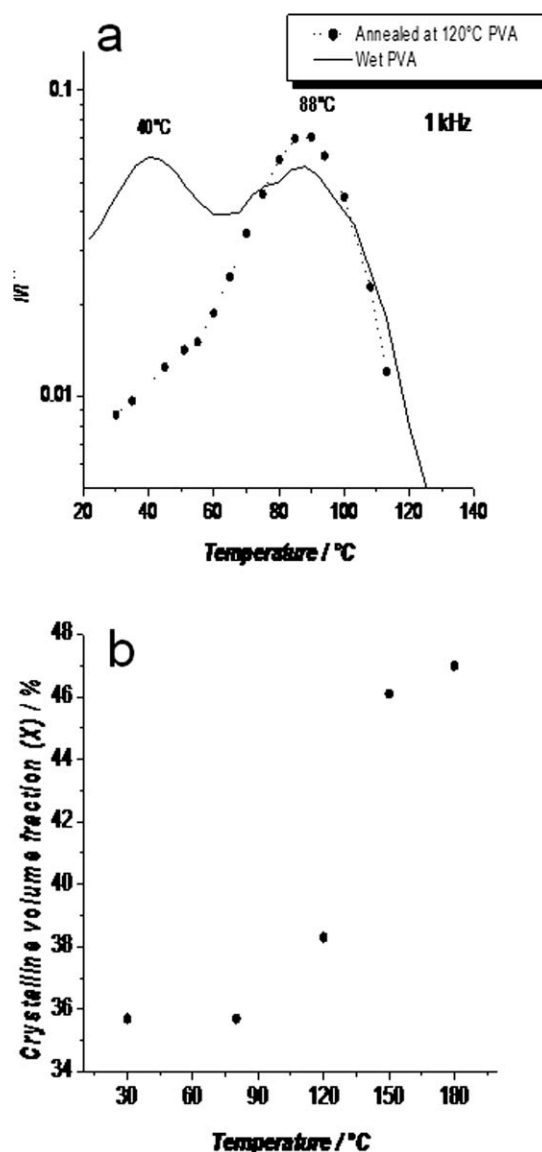 a
Annealed at 120°C PVA
Wet PVA
0.1
40°C
88°C
1 kHz
0.01
20 40 60 80 100 120 140
Temperature / °C
b
48
46
44
42
40
38
36
34
Crystalline volume fraction (X) / %
30 60 90 120 150 180
Temperature / °C